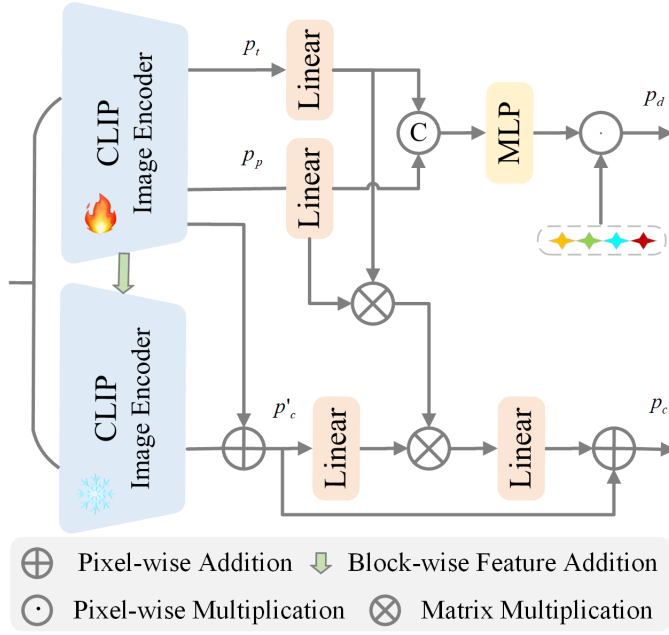 CLIP
Image Encoder
p_t
Linear
p_p
Linear
C
MLP
p_d
CLIP
Image Encoder
p'_c
Linear
Linear
p_c
Pixel-wise Addition
Block-wise Feature Addition
Pixel-wise Multiplication
Matrix Multiplication